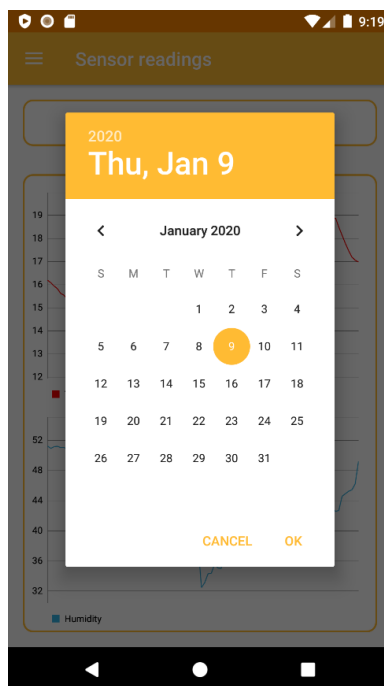 9:19
Sensor readings
2020
Thu, Jan 9
January 2020
S M T W T F S
1 2 3 4
5 6 7 8 9 10 11
12 13 14 15 16 17 18
19 20 21 22 23 24 25
26 27 28 29 30 31
CANCEL OK
19
18
17
16
15
14
13
12
52
48
44
40
36
32
Humidity